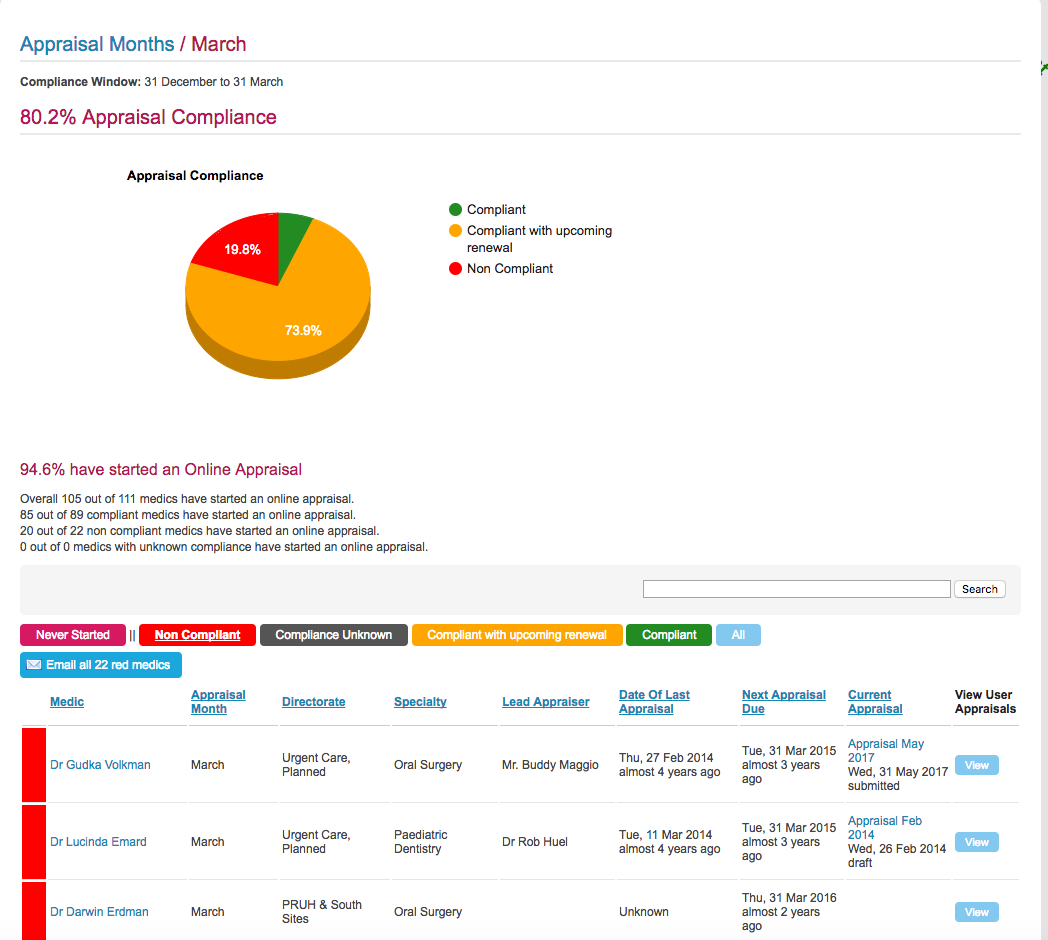 Appraisal Months / March
Compliance Window: 31 December to 31 March
80.2% Appraisal Compliance
Appraisal Compliance
19.8%
73.9%
Compliant
Compliant with upcoming
renewal
Non Compliant
94.6% have started an Online Appraisal
Overall 105 out of 111 medics have started an online appraisal.
85 out of 89 compliant medics have started an online appraisal.
20 out of 22 non compliant medics have started an online appraisal.
0 out of 0 medics with unknown compliance have started an online appraisal.
Search
Never Started || Non Compliant Compliance Unknown Compliant with upcoming renewal Compliant All
Email all 22 red medics
Medic
Appraisal
Month
Directorate
Specialty
Lead Appraiser
Date Of Last
Appraisal
Next Appraisal
Due
Current
Appraisal
View User
Appraisals
Dr Gudka Volkman
March
Urgent Care,
Planned
Oral Surgery
Mr. Buddy Maggio
Thu, 27 Feb 2014
almost 4 years ago
Tue, 31 Mar 2015
almost 3 years
ago
Appraisal May
2017
Wed, 31 May 2017
submitted
View
Dr Lucinda Emard
March
Urgent Care,
Planned
Paediatric
Dentistry
Dr Rob Huel
Tue, 11 Mar 2014
almost 4 years ago
Tue, 31 Mar 2015
almost 3 years
ago
Appraisal Feb
2014
Wed, 26 Feb 2014
draft
View
Dr Darwin Erdman
March
PRUH & South
Sites
Oral Surgery
Unknown
Thu, 31 Mar 2016
almost 2 years
ago
View